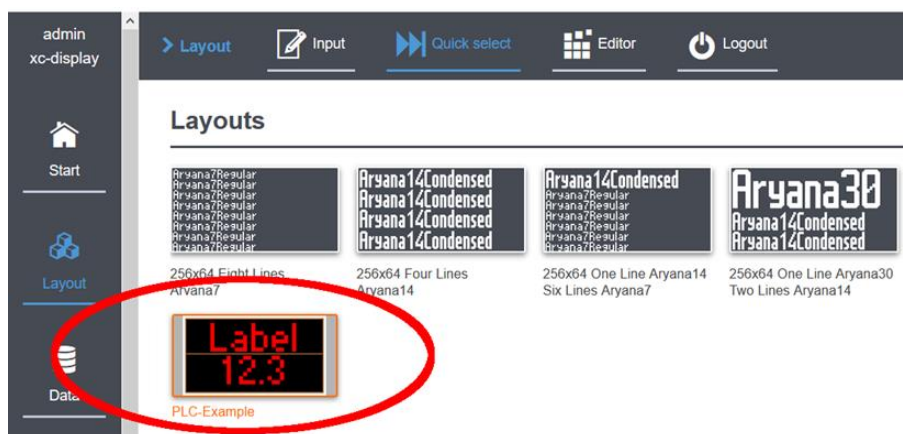 admin
xc-display
Start
Layout
Data
Layout
Input
Quick select
Editor
Logout
Layouts
Aryana7Regular
Aryana7Regular
Aryana7Regular
Aryana7Regular
Aryana7Regular
Aryana7Regular
Aryana7Regular
Aryana7Regular
256x64 Eight Lines
Aryana7
Aryana14Condensed
Aryana14Condensed
Aryana14Condensed
Aryana14Condensed
256x64 Four Lines
Aryana14
Aryana14Condensed
Aryana7Regular
Aryana7Regular
Aryana7Regular
Aryana7Regular
Aryana7Regular
Aryana7Regular
256x64 One Line Aryana14
Six Lines Aryana7
Aryana30
Aryana14Condensed
Aryana14Condensed
256x64 One Line Aryana30
Two Lines Aryana14
Label
12.3
PLC-Example